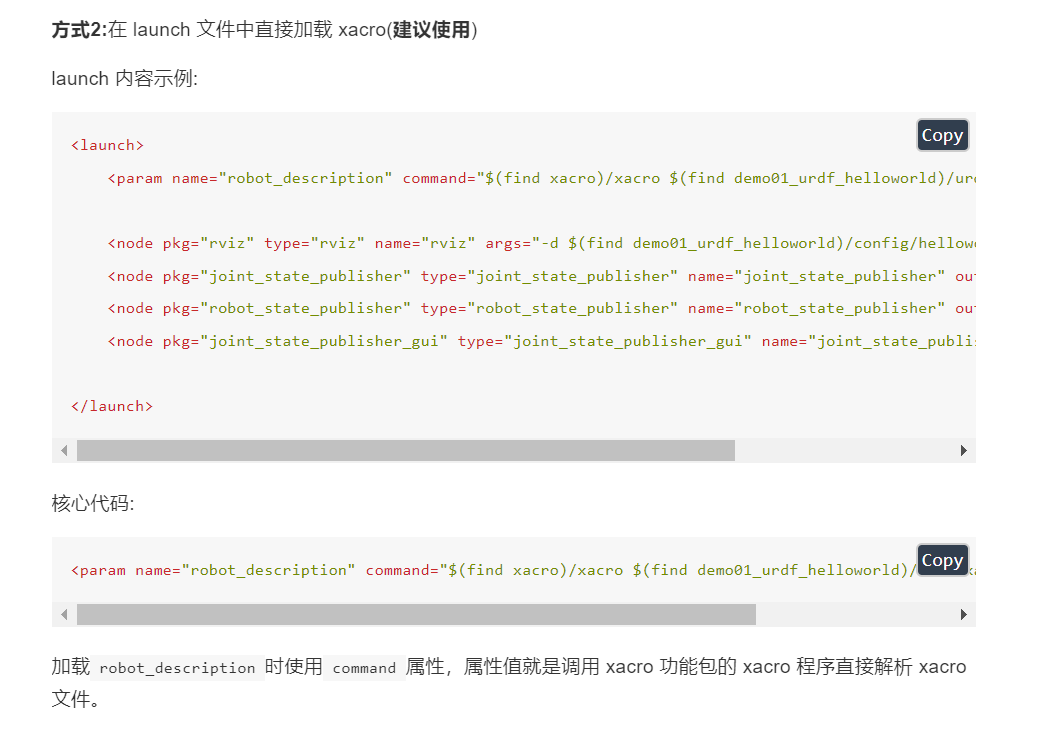 方式2:在 launch 文件中直接加载 xacro(建议使用)
launch 内容示例:
Copy
<launch>
    <param name="robot_description" command="$(find xacro)/xacro $(find demo01_urdf_helloworld)/urd
    <node pkg="rviz" type="rviz" name="rviz" args="-d $(find demo01_urdf_helloworld)/config/hellow
    <node pkg="joint_state_publisher" type="joint_state_publisher" name="joint_state_publisher" out
    <node pkg="robot_state_publisher" type="robot_state_publisher" name="robot_state_publisher" out
    <node pkg="joint_state_publisher_gui" type="joint_state_publisher_gui" name="joint_state_publis
</launch>
核心代码:
Copy
<param name="robot_description" command="$(find xacro)/xacro $(find demo01_urdf_helloworld)/
加载 robot_description 时使用 command 属性，属性值就是调用 xacro 功能包的 xacro 程序直接解析 xacro
文件。